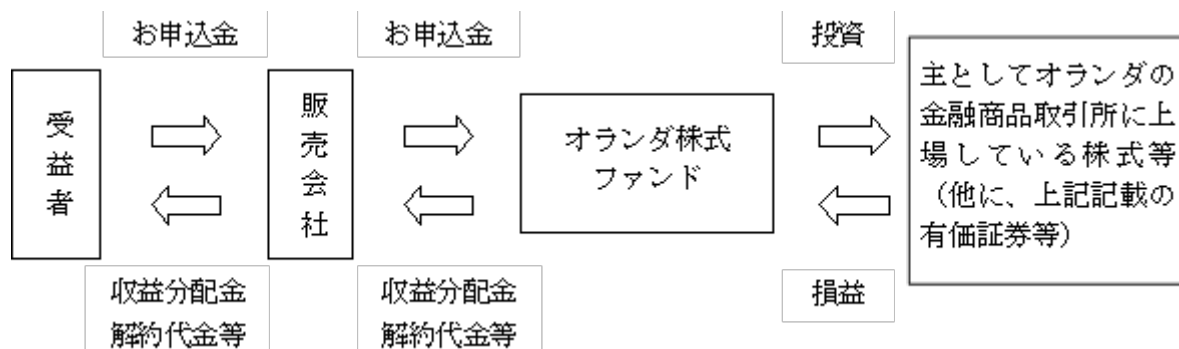 お申込金
お申込金
投資
受益者
販売会社
オランダ株式
ファンド
主としてオランダの
金融商品取引所に上
場している株式等
（他に、上記記載の
有価証券等）
収益分配金
解約代金等
収益分配金
解約代金等
損益